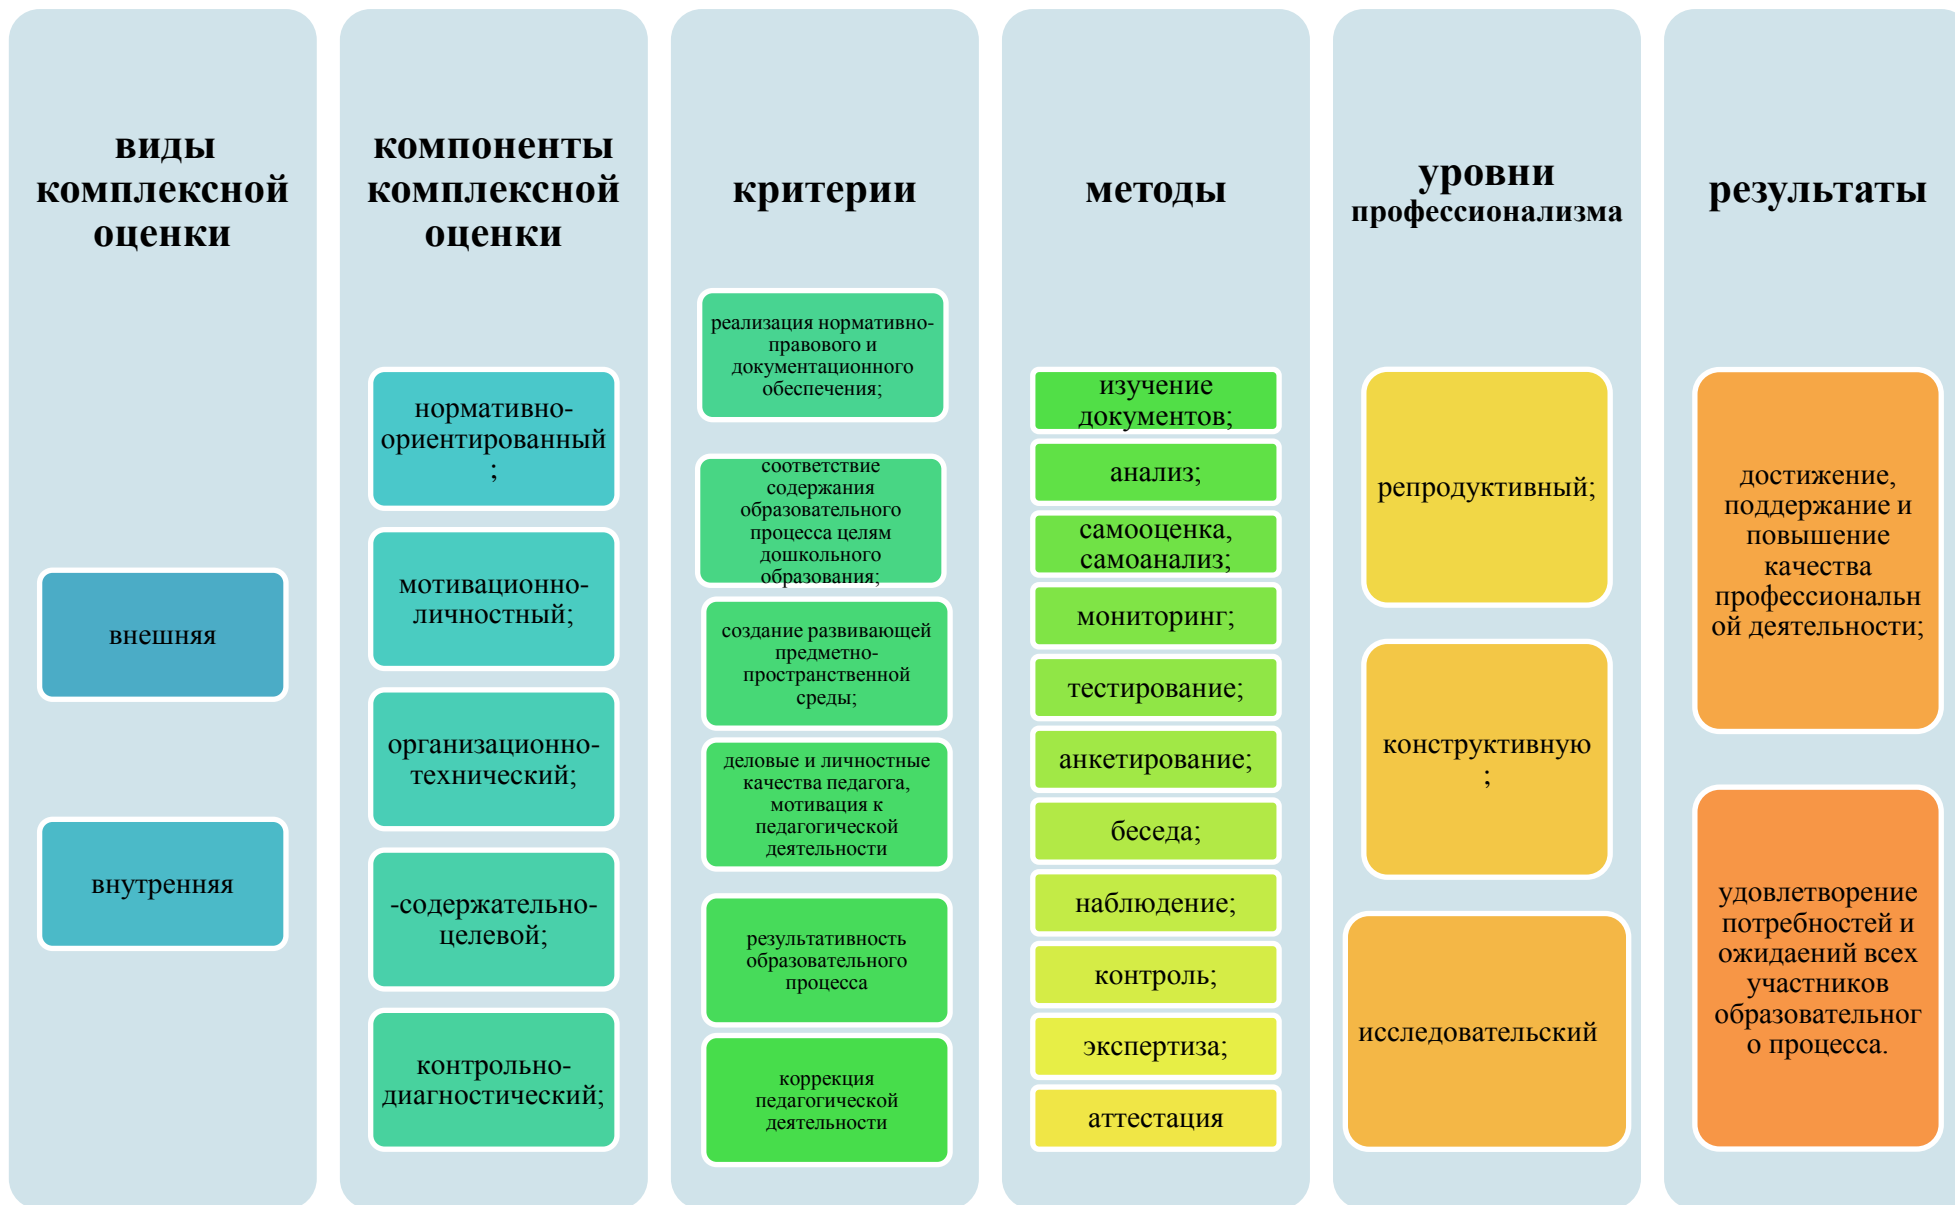 виды
комплексной
оценки
внешняя
внутренняя
компоненты
комплексной
оценки
нормативно-
ориентированный
;
мотивационно-
личностный;
организационно-
технический;
-содержательно-
целевой;
контрольно-
диагностический;
критерии
реализация нормативно-
правового и
документационного
обеспечения;
соответствие
содержания
образовательного
процесса целям
дошкольного
образования;
создание развивающей
предметно-
пространственной
среды;
деловые и личностные
качества педагога,
мотивация к
педагогической
деятельности
результативность
образовательного
процесса
коррекция
педагогической
деятельности
методы
изучение
документов;
анализ;
самооценка,
самоанализ;
мониторинг;
тестирование;
анкетирование;
беседа;
наблюдение;
контроль;
экспертиза;
аттестация
уровни
профессионализма
репродуктивный;
конструктивную
;
исследовательский
результаты
достижение,
поддержание и
повышение
качества
профессиональн
ой деятельности;
удовлетворение
потребностей и
ожидаений всех
участников
образовательног
о процесса.